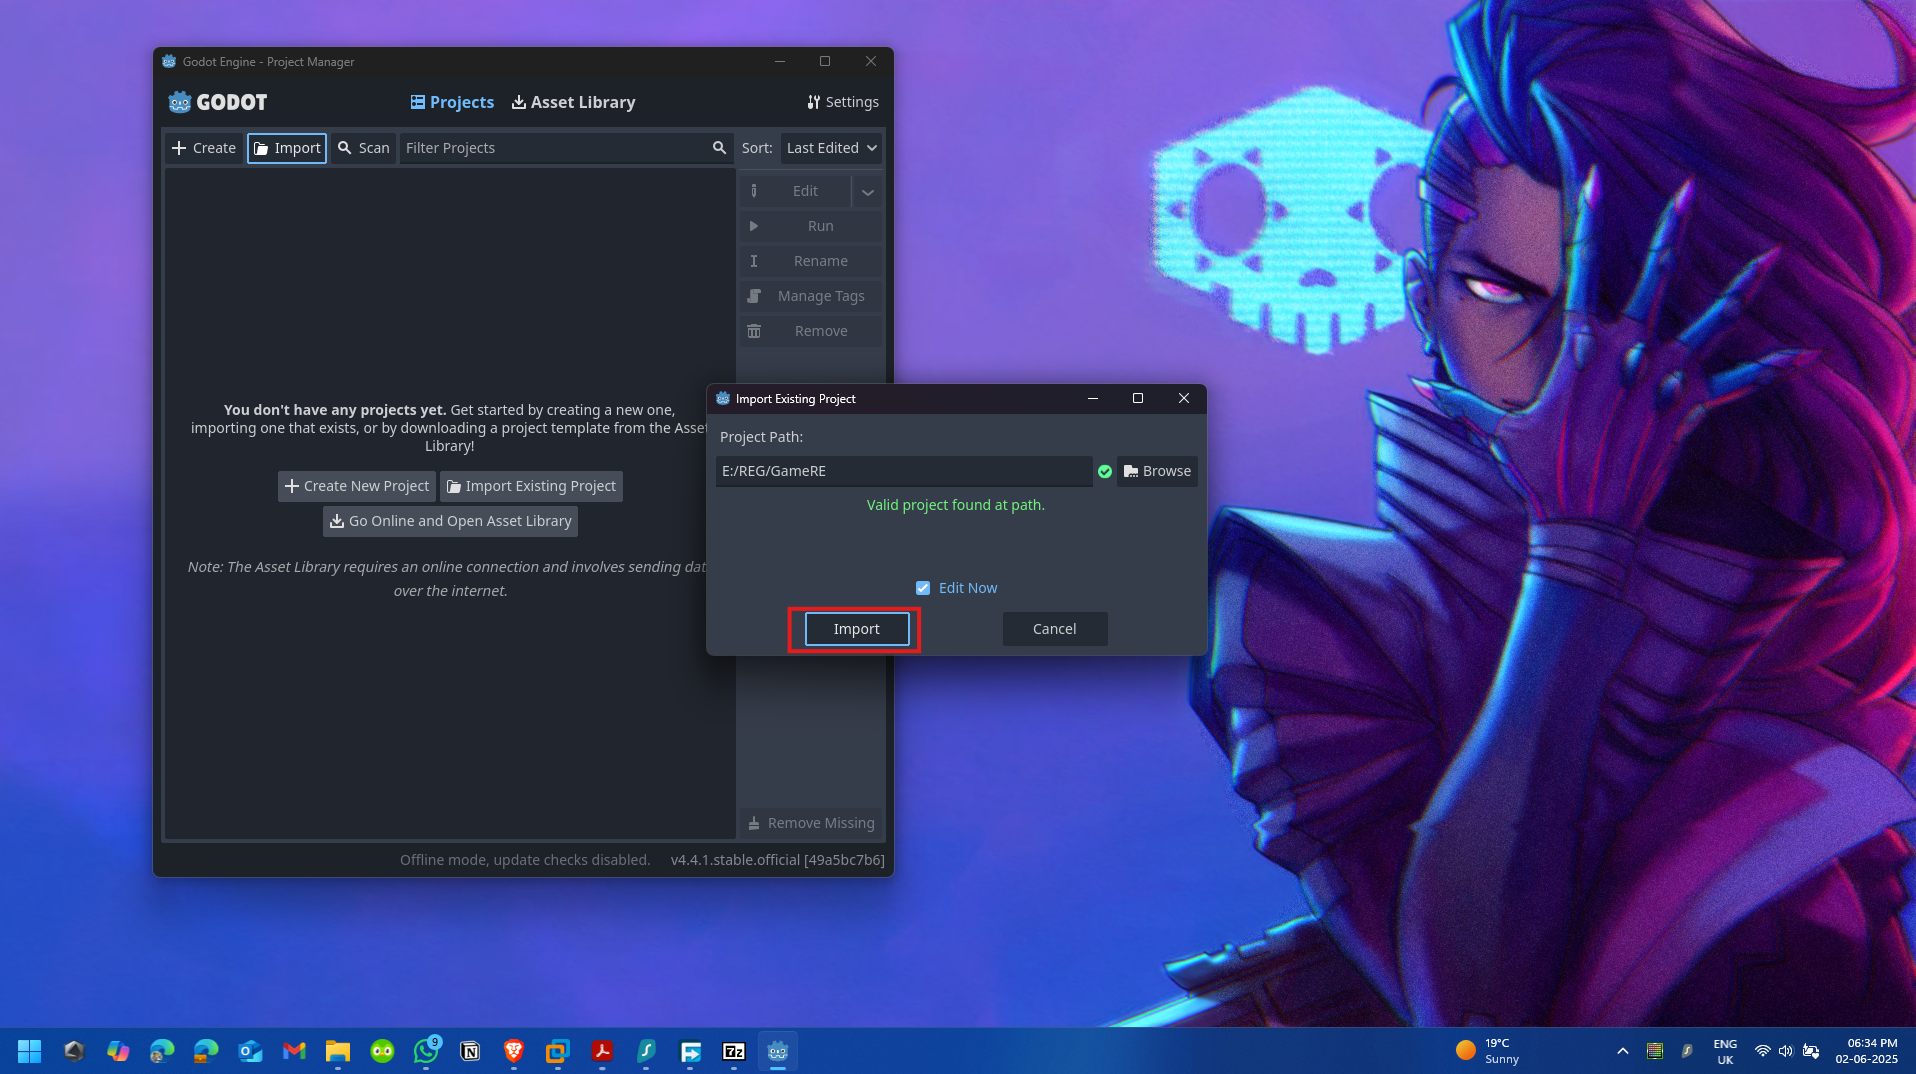 Godot Engine - Project Manager
GODOT
Projects
Asset Library
Settings
Create
Import
Scan
Filter Projects
Sort:
Last Edited
Edit
Run
Rename
Manage Tags
Remove
You don't have any projects yet. Get started by creating a new one,
importing one that exists, or by downloading a project template from the Asset
Library!
Create New Project
Import Existing Project
Go Online and Open Asset Library
Note: The Asset Library requires an online connection and involves sending dat
over the internet.
Remove Missing
Offline mode, update checks disabled.
v4.4.1.stable.official [49a5bc7b6]
Import Existing Project
Project Path:
E:/REG/GameRE
Browse
Valid project found at path.
Edit Now
Import
Cancel
9
7z
19°C
Sunny
ENG
UK
06:34 PM
02-06-2025